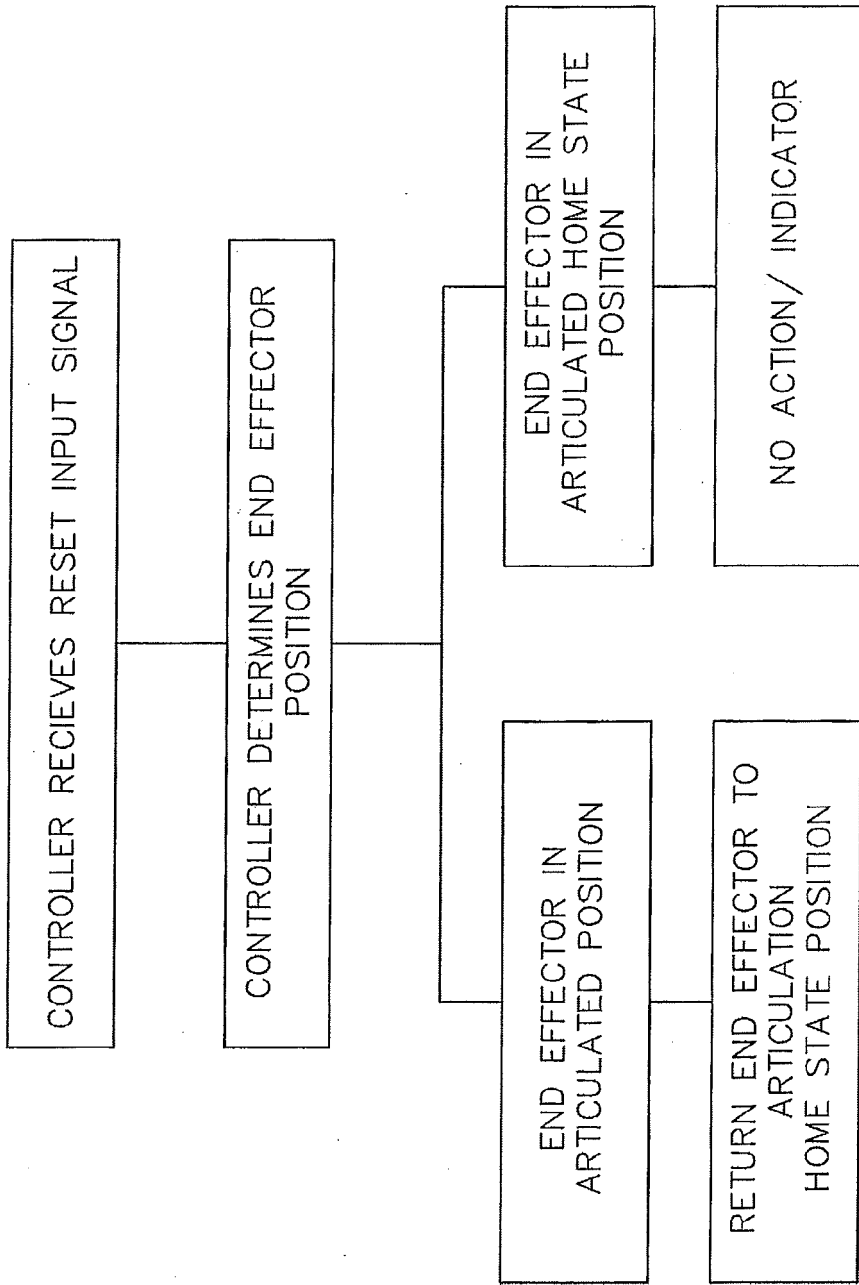 CONTROLLER RECIEVES RESET INPUT SIGNAL
CONTROLLER DETERMINES END EFFECTOR
POSITION
END EFFECTOR IN
ARTICULATED POSITION
RETURN END EFFECTOR TO
ARTICULATION
HOME STATE POSITION
END EFFECTOR IN
ARTICULATED HOME STATE
POSITION
NO ACTION/ INDICATOR